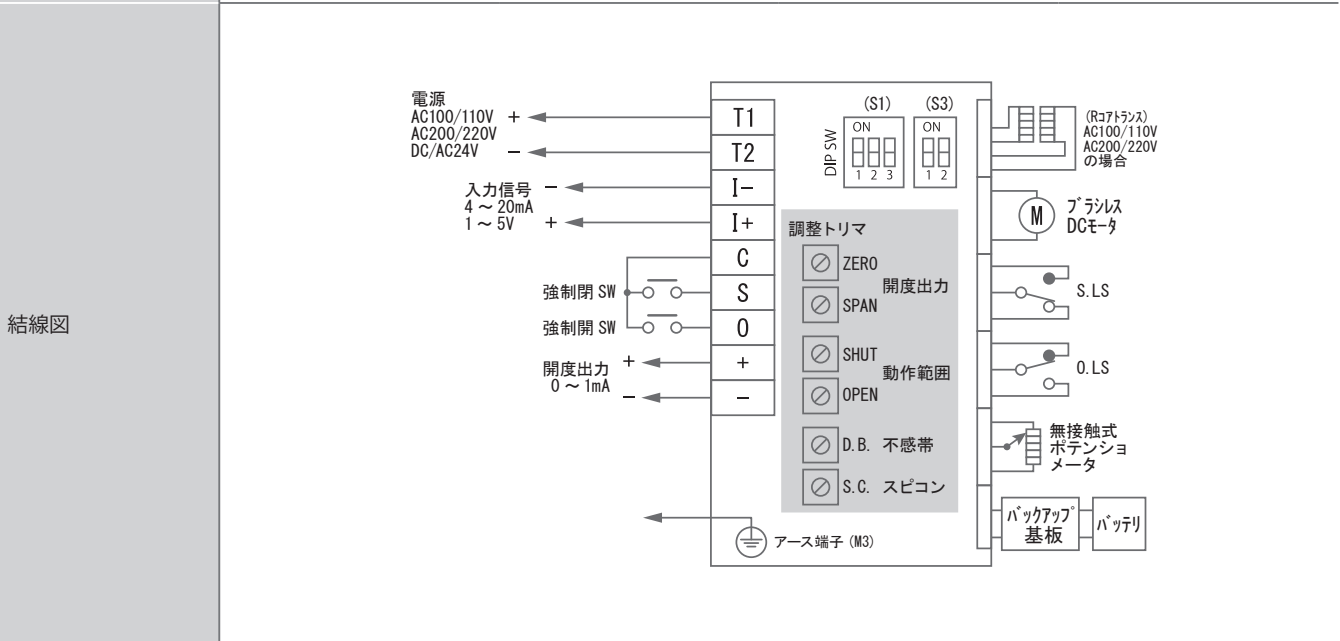 結線図
電源
AC100/110V +
AC200/220V
DC/AC24V −
入力信号 −
4 ～ 20mA
1 ～ 5V +
強制閉 SW
強制開 SW
開度出力 +
0 ～ 1mA
−
T1
T2
I−
I+
C
S
O
+
−
DIP SW
(S1)
ON
1 2 3
(S3)
ON
1 2
調整トリマ
ZERO
開度出力
SPAN
SHUT
動作範囲
OPEN
D.B. 不感帯
S.C. スピコン
アース端子 (M3)
(Rｺｱﾄﾗﾝｽ)
AC100/110V
AC200/220V
の場合
M
ﾌﾞﾗｼﾚｽ
DCﾓｰﾀ
S.LS
O.LS
無接触式
ポテンショ
メータ
ﾊﾞｯｸｱｯﾌﾟ
基板
ﾊﾞｯﾃﾘ